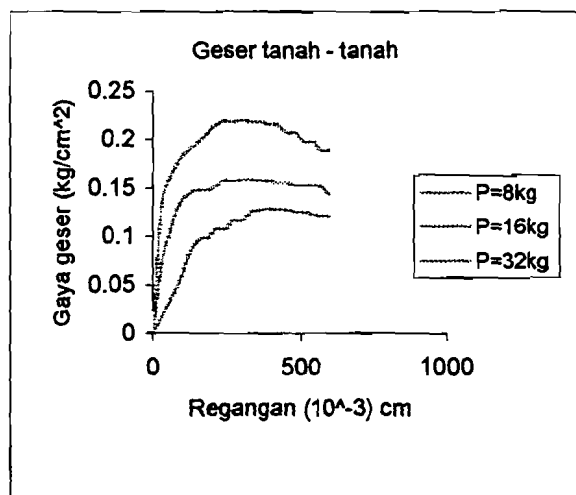 Geser tanah - tanah
Gaya geser (kg/cm^2)
0.25
0.2
0.15
0.1
0.05
0
0
500
1000
Regangan (10^-3) cm
P=8kg
P=16kg
P=32kg